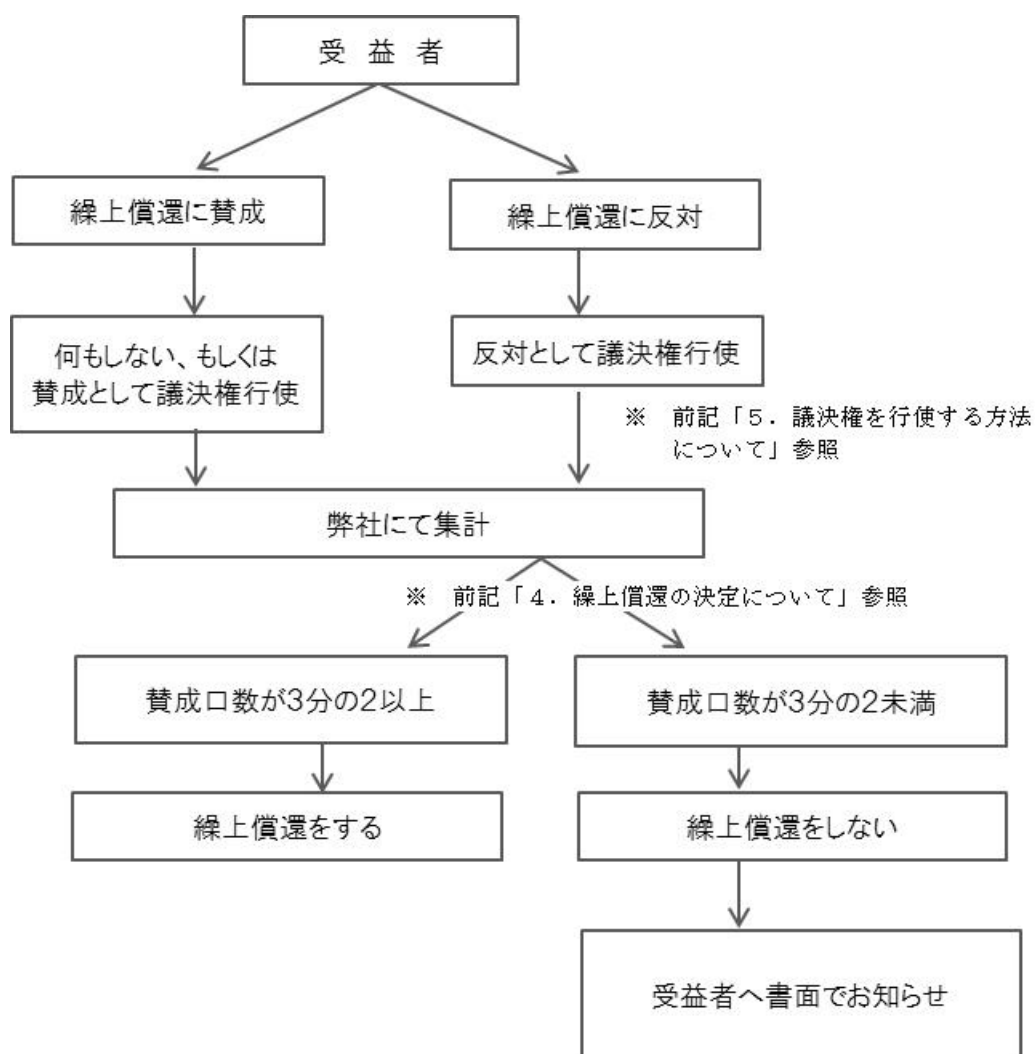 受 益 者
繰上償還に賛成
繰上償還に反対
何もしない、もしくは
賛成として議決権行使
反対として議決権行使
※ 前記「５．議決権を行使する方法
について」参照
弊社にて集計
※ 前記「４．繰上償還の決定について」参照
賛成口数が3分の2以上
賛成口数が3分の2未満
繰上償還をする
繰上償還をしない
受益者へ書面でお知らせ